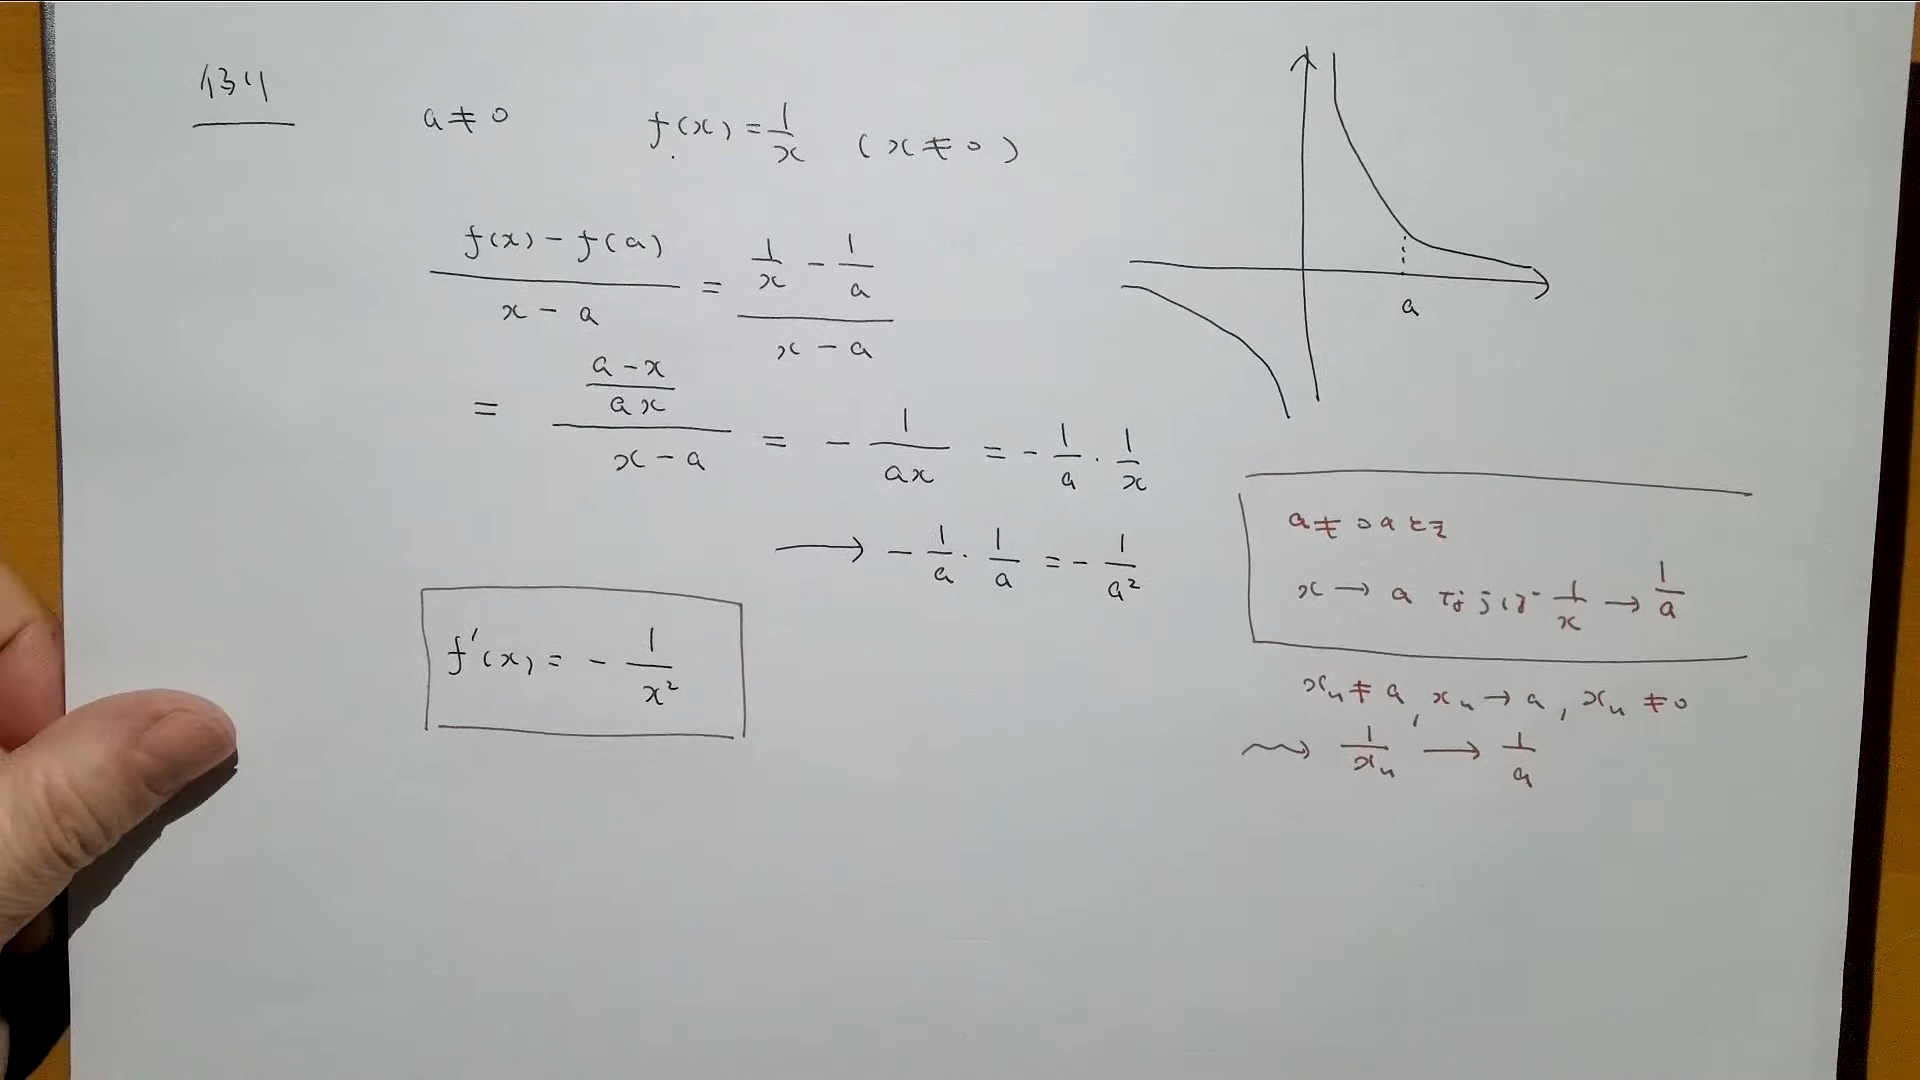 例
a ≠ 0 f(x) = 1/x ( x ≠ 0 )
(f(x) - f(a))/(x - a) = (1/x - 1/a)/(x - a)
= ((a - x)/(ax))/(x - a) = - 1/(ax) = - 1/a · 1/x
⟶ - 1/a · 1/a = - 1/a²
f'(x) = - 1/x²
a
a ≠ 0 のとき
x → a ならば 1/x → 1/a
xₙ ≠ a, xₙ → a, xₙ ≠ 0
⇝ 1/xₙ ⟶ 1/a